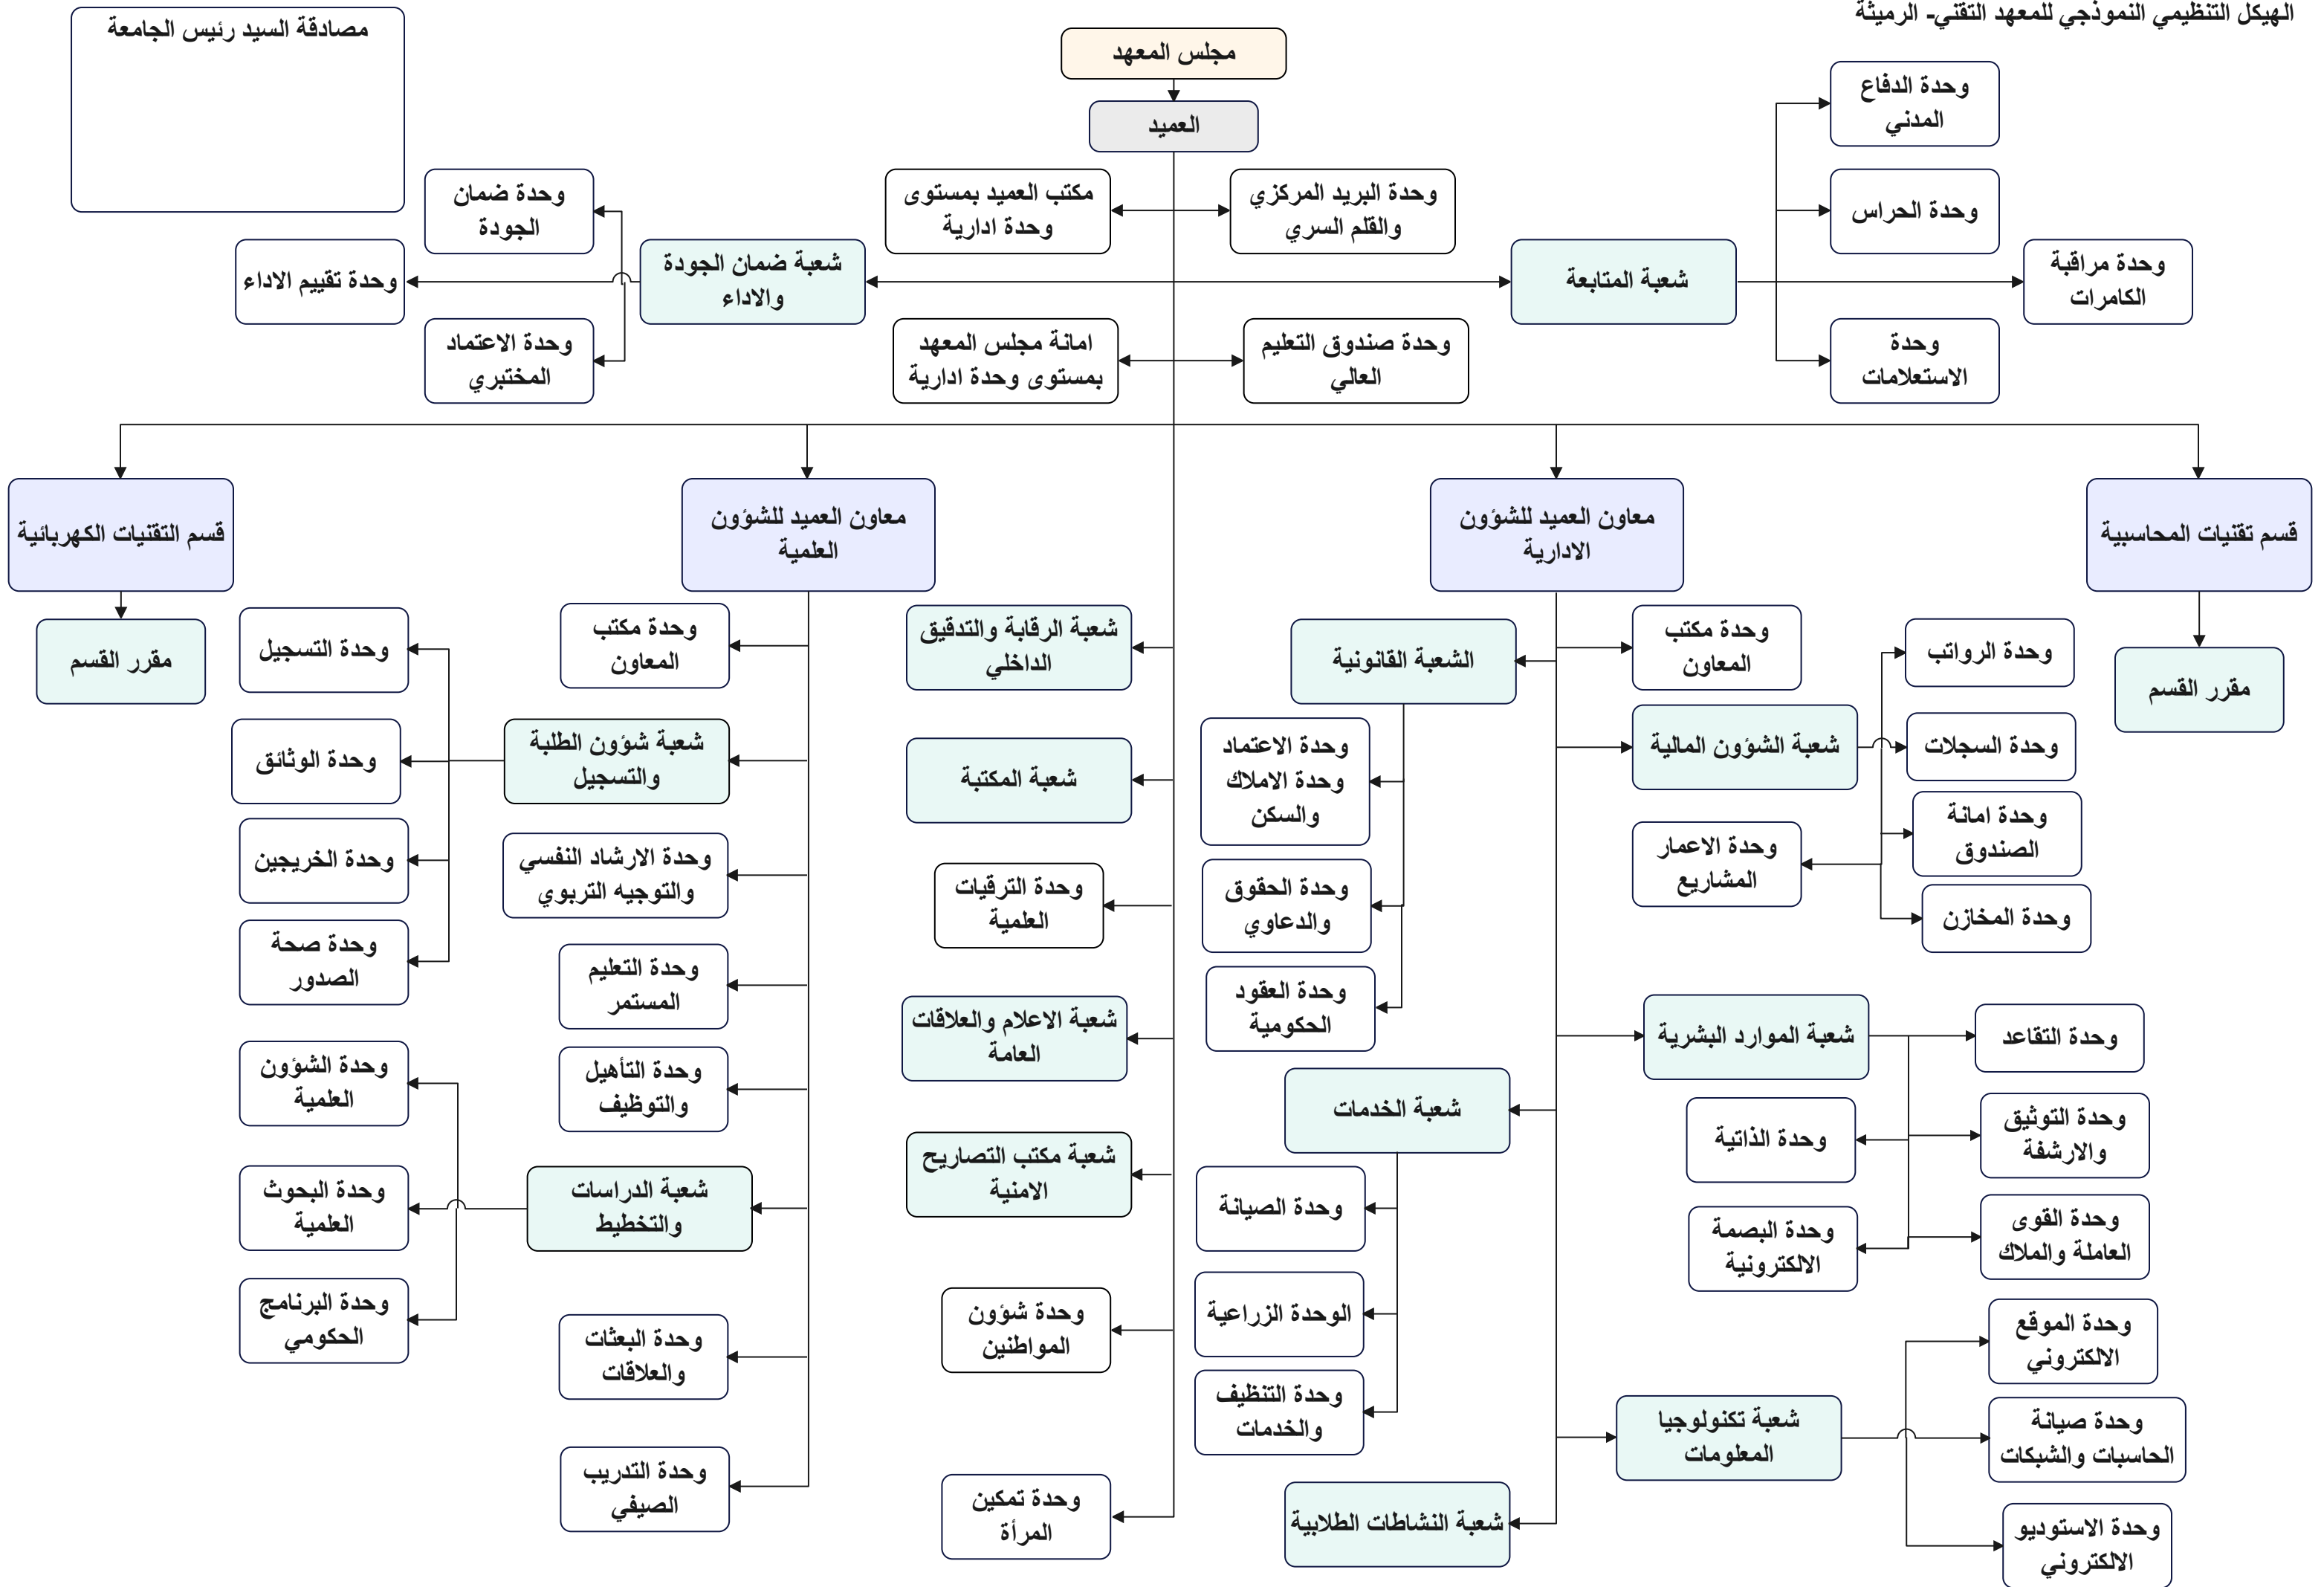 الهيكل التنظيمي النموذجي للمعهد التقني- الرميثة
مصادقة السيد رئيس الجامعة
مجلس المعهد
العميد
وحدة الدفاع
المدني
وحدة البريد المركزي
والقلم السري
مكتب العميد بمستوى
وحدة ادارية
وحدة الحراس
وحدة ضمان
الجودة
شعبة المتابعة
وحدة مراقبة
الكامرات
شعبة ضمان الجودة
والاداء
وحدة تقييم الاداء
وحدة
الاستعلامات
وحدة صندوق التعليم
العالي
امانة مجلس المعهد
بمستوى وحدة ادارية
وحدة الاعتماد
المختبري
قسم تقنيات المحاسبية
معاون العميد للشؤون
الادارية
معاون العميد للشؤون
العلمية
قسم التقنيات الكهربائية
مقرر القسم
وحدة مكتب
المعاون
وحدة الرواتب
شعبة الشؤون المالية
وحدة السجلات
وحدة امانة
الصندوق
وحدة الاعمار
المشاريع
وحدة المخازن
الشعبة القانونية
وحدة الاعتماد
وحدة الاملاك
والسكن
وحدة الحقوق
والدعاوي
وحدة العقود
الحكومية
شعبة الموارد البشرية
وحدة التقاعد
وحدة التوثيق
والارشفة
وحدة الذاتية
وحدة القوى
العاملة والملاك
وحدة البصمة
الالكترونية
شعبة الخدمات
وحدة الصيانة
الوحدة الزراعية
وحدة التنظيف
والخدمات
شعبة تكنولوجيا
المعلومات
وحدة الموقع
الالكتروني
وحدة صيانة
الحاسبات والشبكات
وحدة الاستوديو
الالكتروني
شعبة النشاطات الطلابية
شعبة الرقابة والتدقيق
الداخلي
شعبة المكتبة
وحدة الترقيات
العلمية
شعبة الاعلام والعلاقات
العامة
شعبة مكتب التصاريح
الامنية
وحدة شؤون
المواطنين
وحدة تمكين
المرأة
وحدة مكتب
المعاون
شعبة شؤون الطلبة
والتسجيل
وحدة التسجيل
وحدة الوثائق
وحدة الخريجين
وحدة صحة
الصدور
وحدة الارشاد النفسي
والتوجيه التربوي
وحدة التعليم
المستمر
وحدة التأهيل
والتوظيف
شعبة الدراسات
والتخطيط
وحدة الشؤون
العلمية
وحدة البحوث
العلمية
وحدة البرنامج
الحكومي
وحدة البعثات
والعلاقات
وحدة التدريب
الصيفي
مقرر القسم